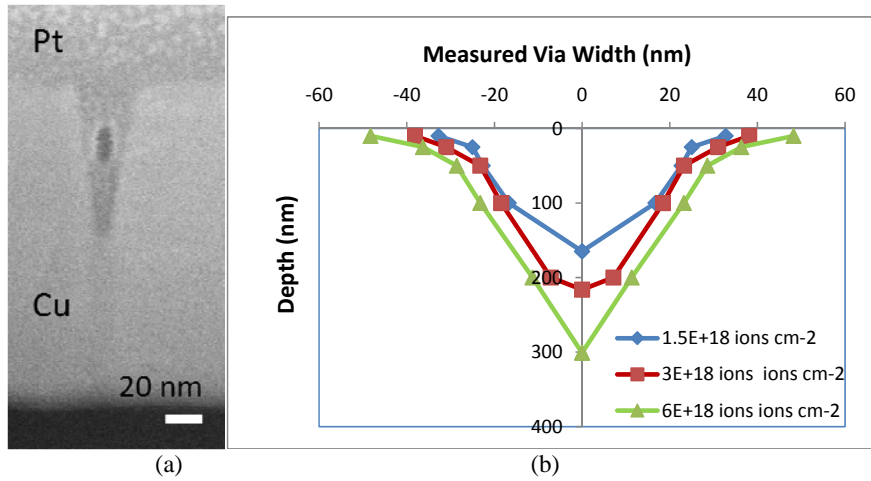 Pt
Cu
20 nm
(a)
Measured Via Width (nm)
-60 -40 -20 0 20 40 60
0
100
200
300
400
Depth (nm)
1.5E+18 ions cm-2
3E+18 ions  ions cm-2
6E+18 ions ions cm-2
(b)